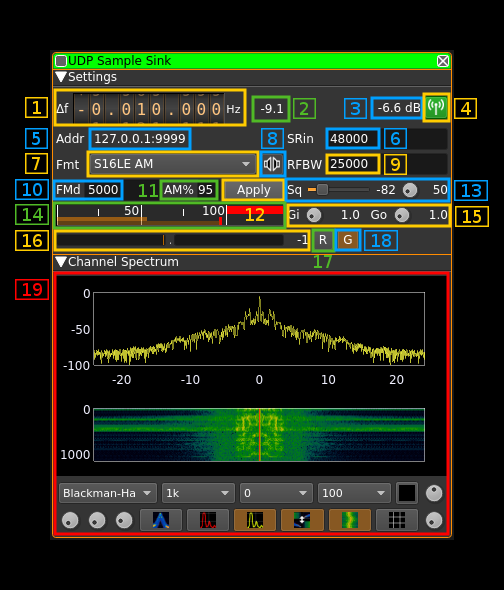 UDP Sample Sink
Settings
1 Δf -0.010.000 Hz -9.1 2 3 -6.6 dB 4
5 Addr 127.0.0.1:9999 8 SRin 48000 6
7 Fmt S16LE AM RFBW 25000 9
10 FMd 5000 11 AM% 95 Apply Sq -82 50 13
14 50 100 12 Gi 1.0 Go 1.0 15
16 -1 R G 18
17
Channel Spectrum
19
0
-50
-100
-20 -10 0 10 20
0
1000
Blackman-Ha 1k 0 100